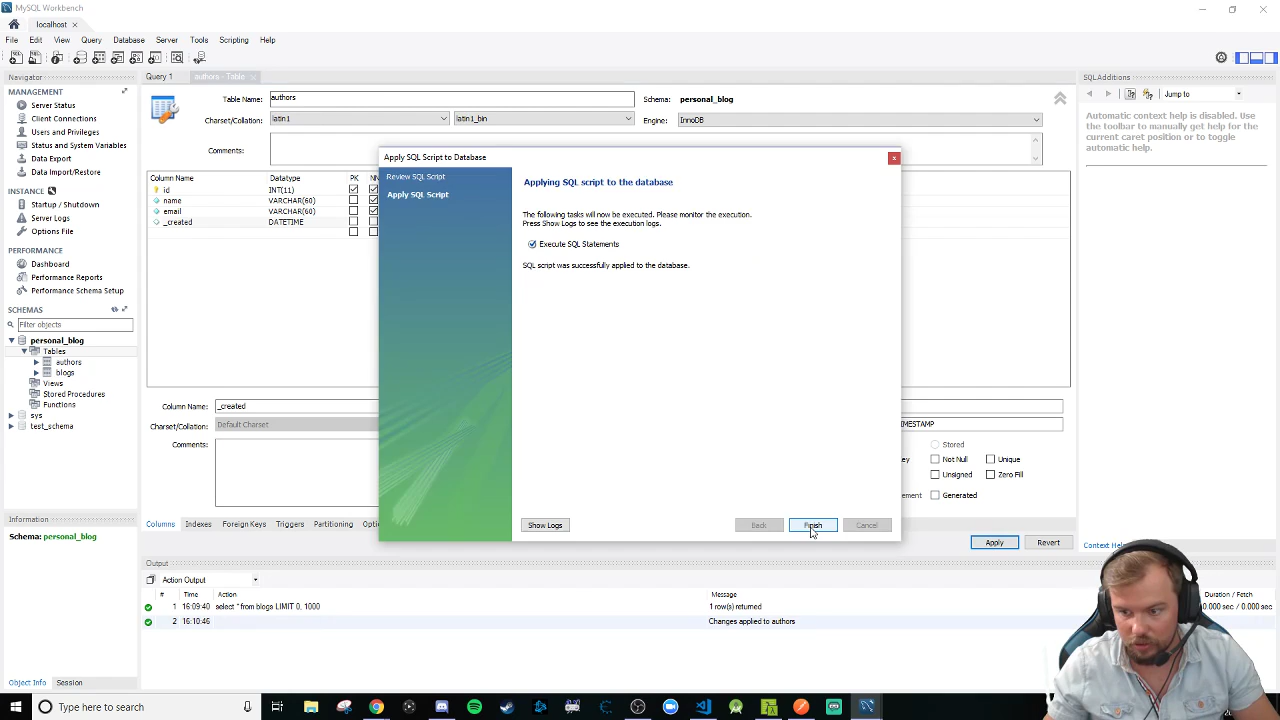 MySQL Workbench
localhost
File Edit View Query Database Server Tools Scripting Help
Navigator
MANAGEMENT
Server Status
Client Connections
Users and Privileges
Status and System Variables
Data Export
Data Import/Restore
INSTANCE
Startup / Shutdown
Server Logs
Options File
PERFORMANCE
Dashboard
Performance Reports
Performance Schema Setup
SCHEMAS
Filter objects
personal_blog
Tables
authors
blogs
Views
Stored Procedures
Functions
sys
test_schema
Information
Schema: personal_blog
Object Info Session
Query 1 authors - Table
Table Name: authors Schema: personal_blog
Charset/Collation: latin1 latin1_bin Engine: InnoDB
Comments:
Column Name Datatype PK NN
id INT(11)
name VARCHAR(60)
email VARCHAR(60)
_created DATETIME
Apply SQL Script to Database
Review SQL Script
Apply SQL Script
Applying SQL script to the database
The following tasks will now be executed. Please monitor the execution.
Press Show Logs to see the execution logs.
Execute SQL Statements
SQL script was successfully applied to the database.
Show Logs Back Finish Cancel
Column Name: _created
Charset/Collation: Default Charset
Comments:
Stored
Not Null Unique
Unsigned Zero Fill
Generated
Columns Indexes Foreign Keys Triggers Partitioning
Apply Revert
SQLAdditions
Jump to
Automatic context help is disabled. Use
the toolbar to manually get help for the
current caret position or to toggle
automatic help.
Output
Action Output
# Time Action Message Duration / Fetch
1 16:09:40 select * from blogs LIMIT 0, 1000 1 row(s) returned 0.000 sec / 0.000 sec
2 16:10:46 Changes applied to authors
Type here to search